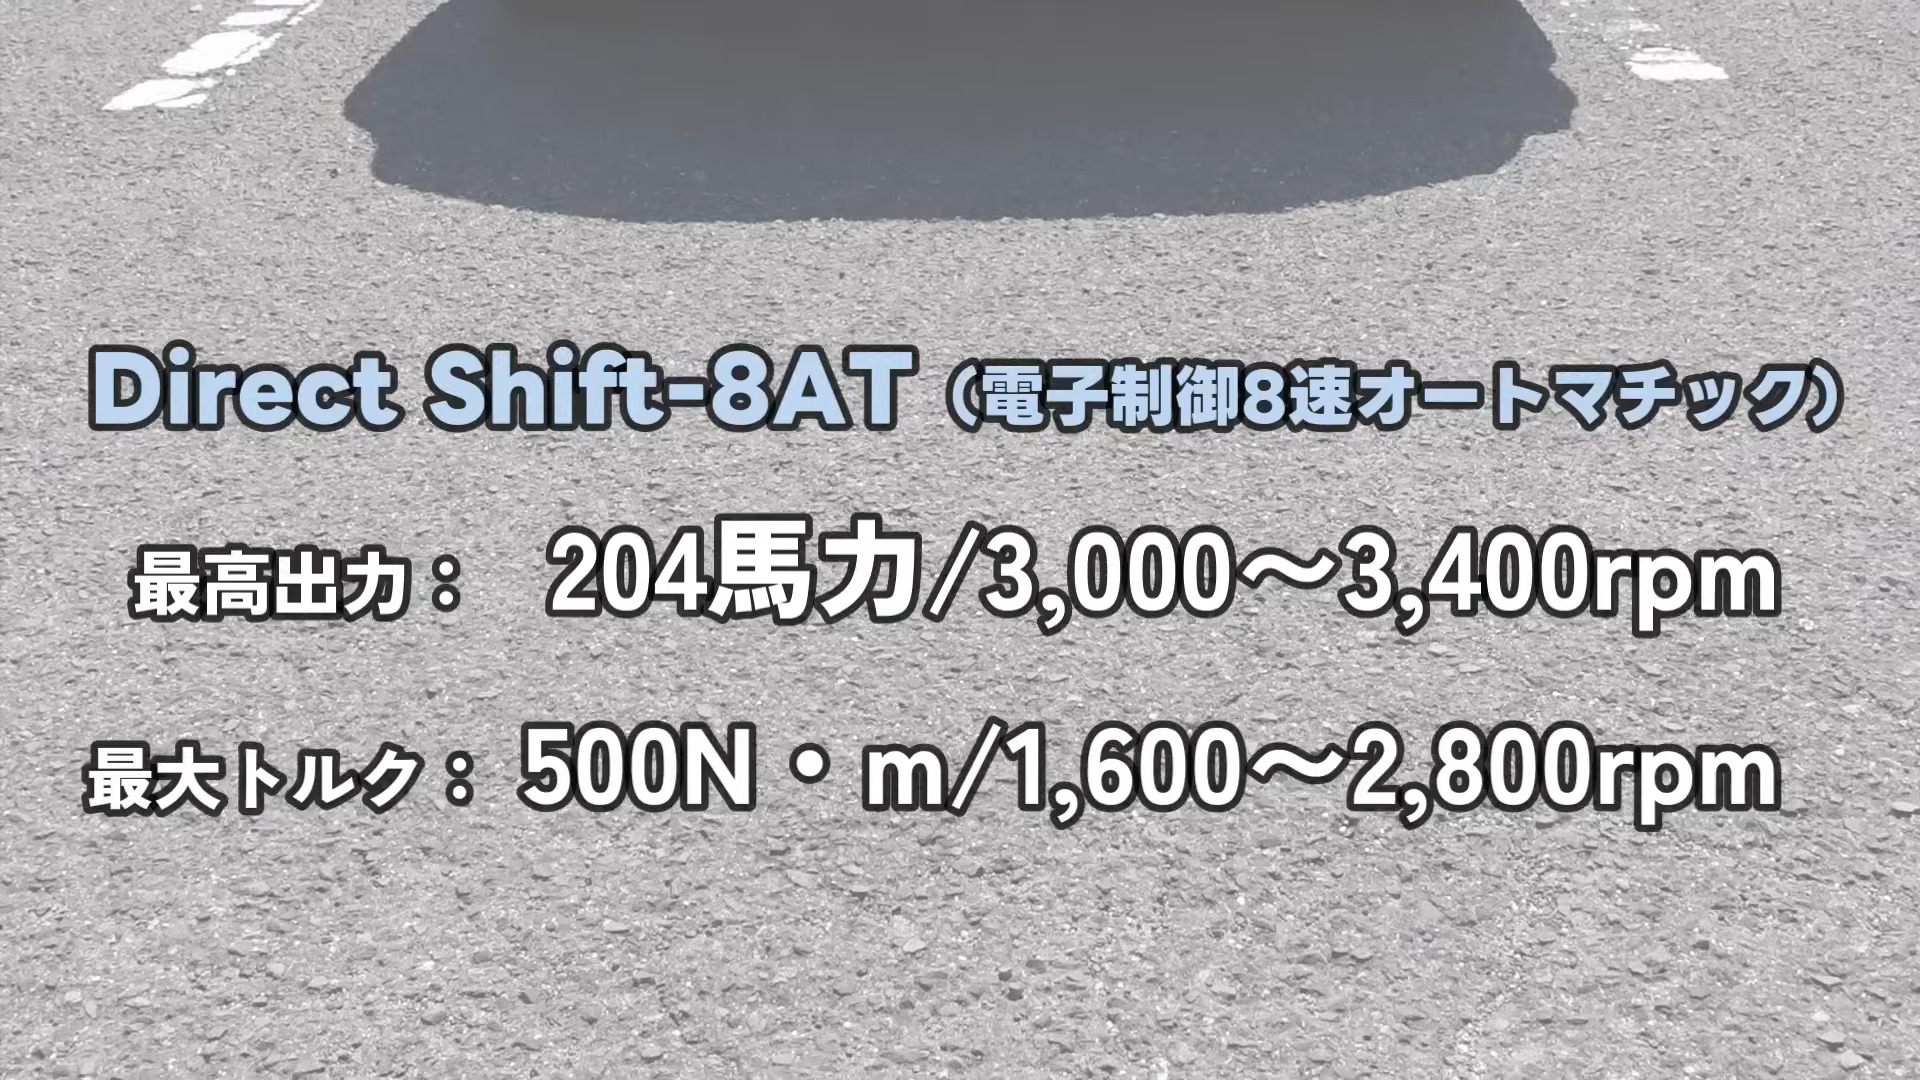 Direct Shift-8AT（電子制御8速オートマチック）
最高出力： 204馬力/3,000〜3,400rpm
最大トルク： 500N・m/1,600〜2,800rpm